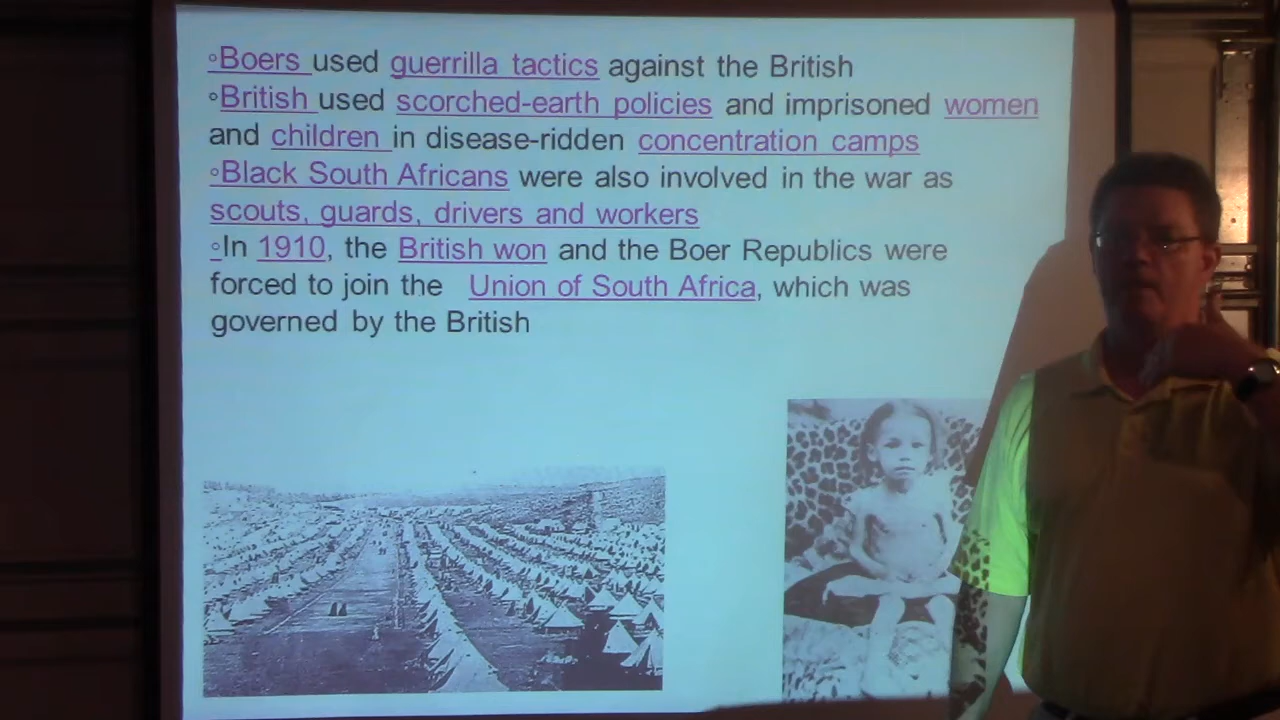 ◦Boers used guerrilla tactics against the British
◦British used scorched-earth policies and imprisoned women
and children in disease-ridden concentration camps
◦Black South Africans were also involved in the war as
scouts, guards, drivers and workers
◦In 1910, the British won and the Boer Republics were
forced to join the Union of South Africa, which was
governed by the British